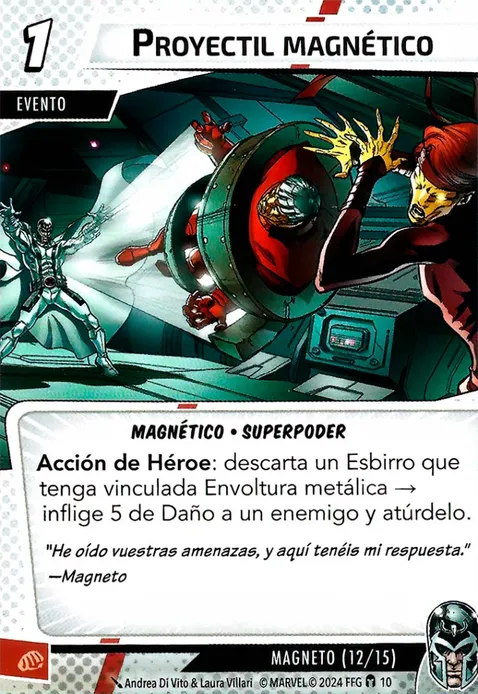 1
PROYECTIL MAGNÉTICO
EVENTO
MAGNÉTICO • SUPERPODER
Acción de Héroe: descarta un Esbirro que
tenga vinculada Envoltura metálica →
inflige 5 de Daño a un enemigo y atúrdelo.
"He oído vuestras amenazas, y aquí tenéis mi respuesta."
—Magneto
MAGNETO (12/15)
Andrea Di Vito & Laura Villari © MARVEL © 2024 FFG 10